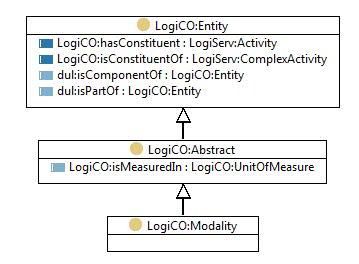 LogiCO:Entity
LogiCO:hasConstituent : LogiServ:Activity
LogiCO:isConstituentOf : LogiServ:ComplexActivity
dul:isComponentOf : LogiCO:Entity
dul:isPartOf : LogiCO:Entity
LogiCO:Abstract
LogiCO:isMeasuredIn : LogiCO:UnitOfMeasure
LogiCO:Modality